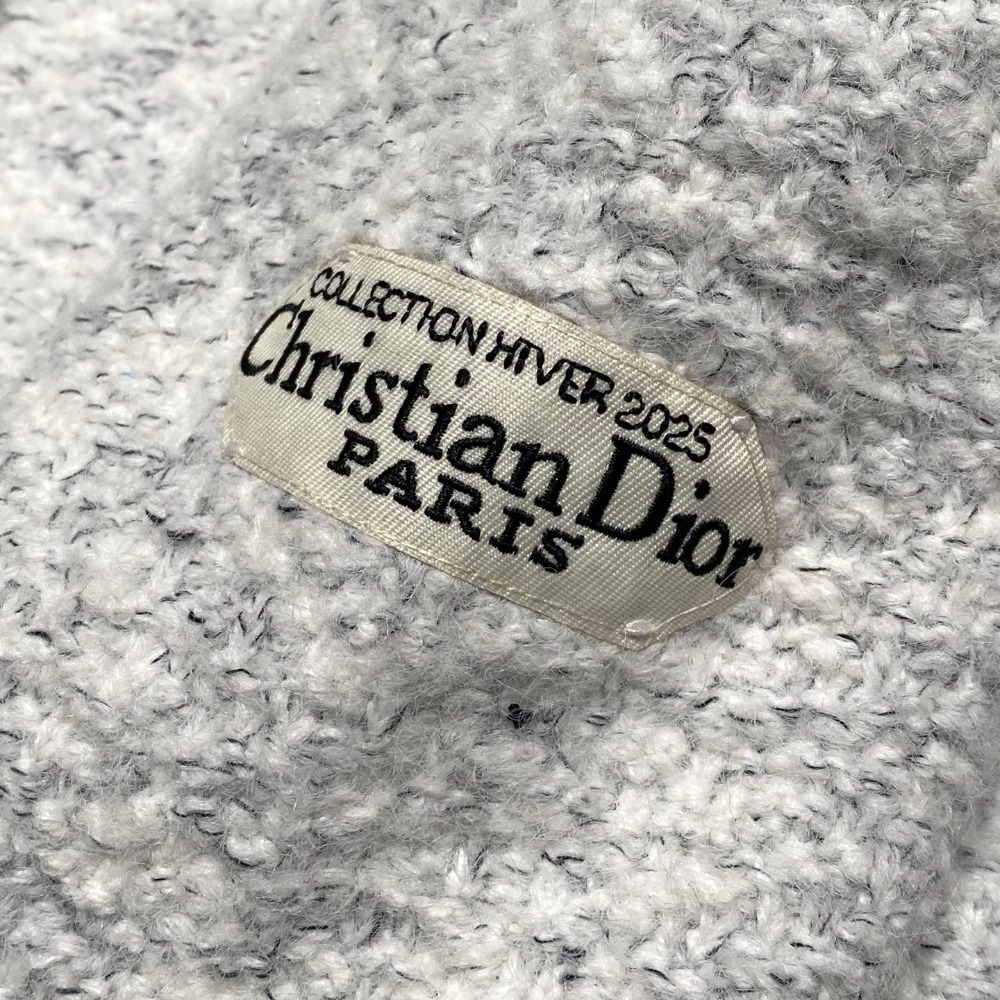 COLLECTION HIVER 2025
Christian Dior
PARIS